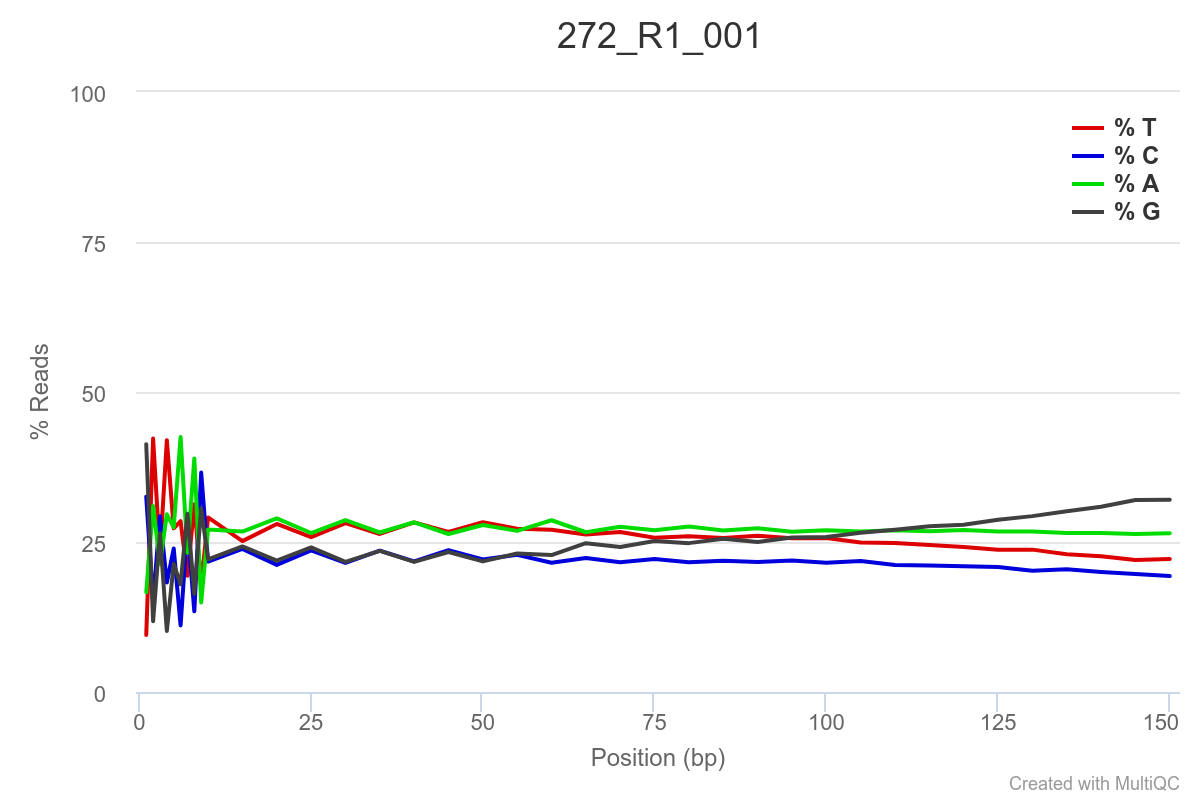 272_R1_001
100
75
50
25
0
% Reads
% T
% C
% A
% G
0 25 50 75 100 125 150
Position (bp)
Created with MultiQC